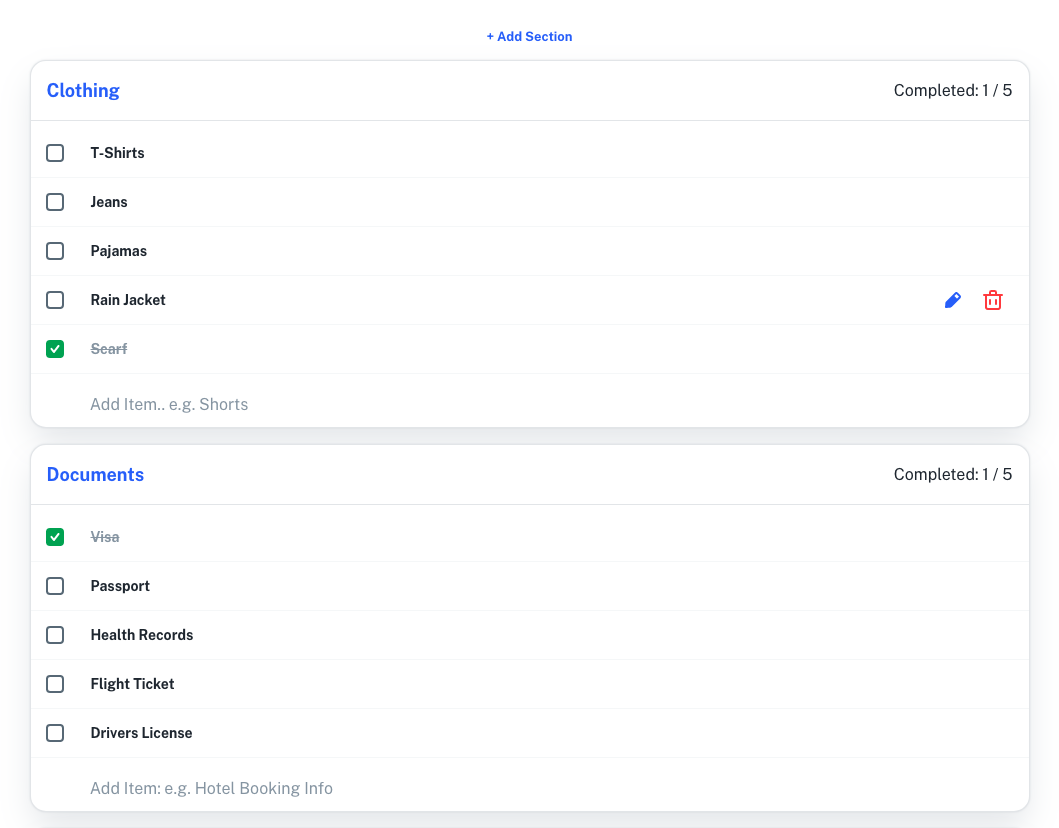 + Add Section
Clothing Completed: 1 / 5
T-Shirts
Jeans
Pajamas
Rain Jacket
Scarf
Add Item.. e.g. Shorts
Documents Completed: 1 / 5
Visa
Passport
Health Records
Flight Ticket
Drivers License
Add Item: e.g. Hotel Booking Info